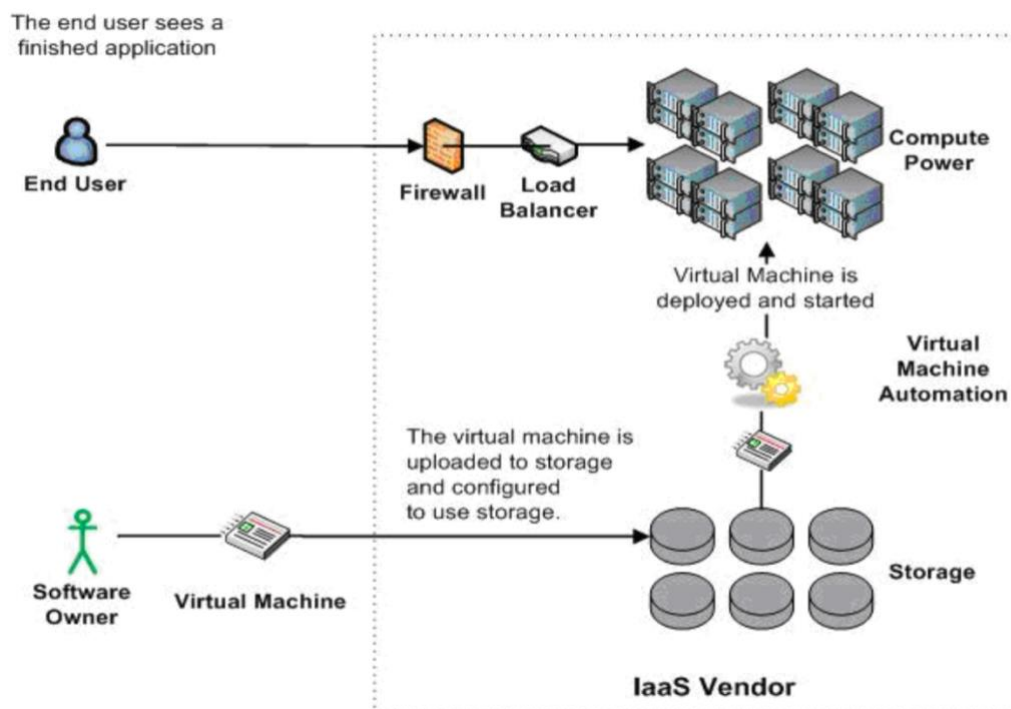 The end user sees a
finished application
End User
Firewall
Load
Balancer
Compute
Power
Virtual Machine is
deployed and started
Virtual
Machine
Automation
The virtual machine is
uploaded to storage
and configured
to use storage.
Software
Owner
Virtual Machine
Storage
IaaS Vendor